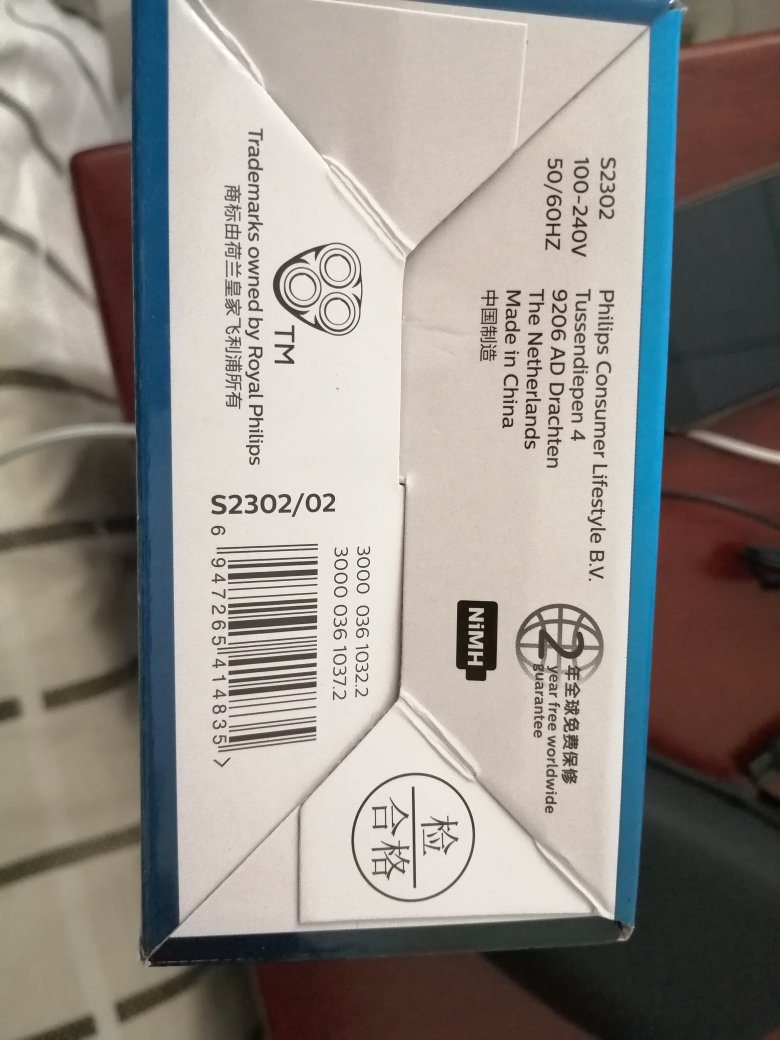 S2302
100-240V
50/60HZ
Philips Consumer Lifestyle B.V.
Tussendiepen 4
9206 AD Drachten
The Netherlands
Made in China
中国制造
2
年全球免费保修
year free worldwide
guarantee
NiMH
检
合格
TM
Trademarks owned by Royal Philips
商标由荷兰皇家飞利浦所有
3000 036 1032.2
3000 036 1037.2
S2302/02
6 947265 414835 >